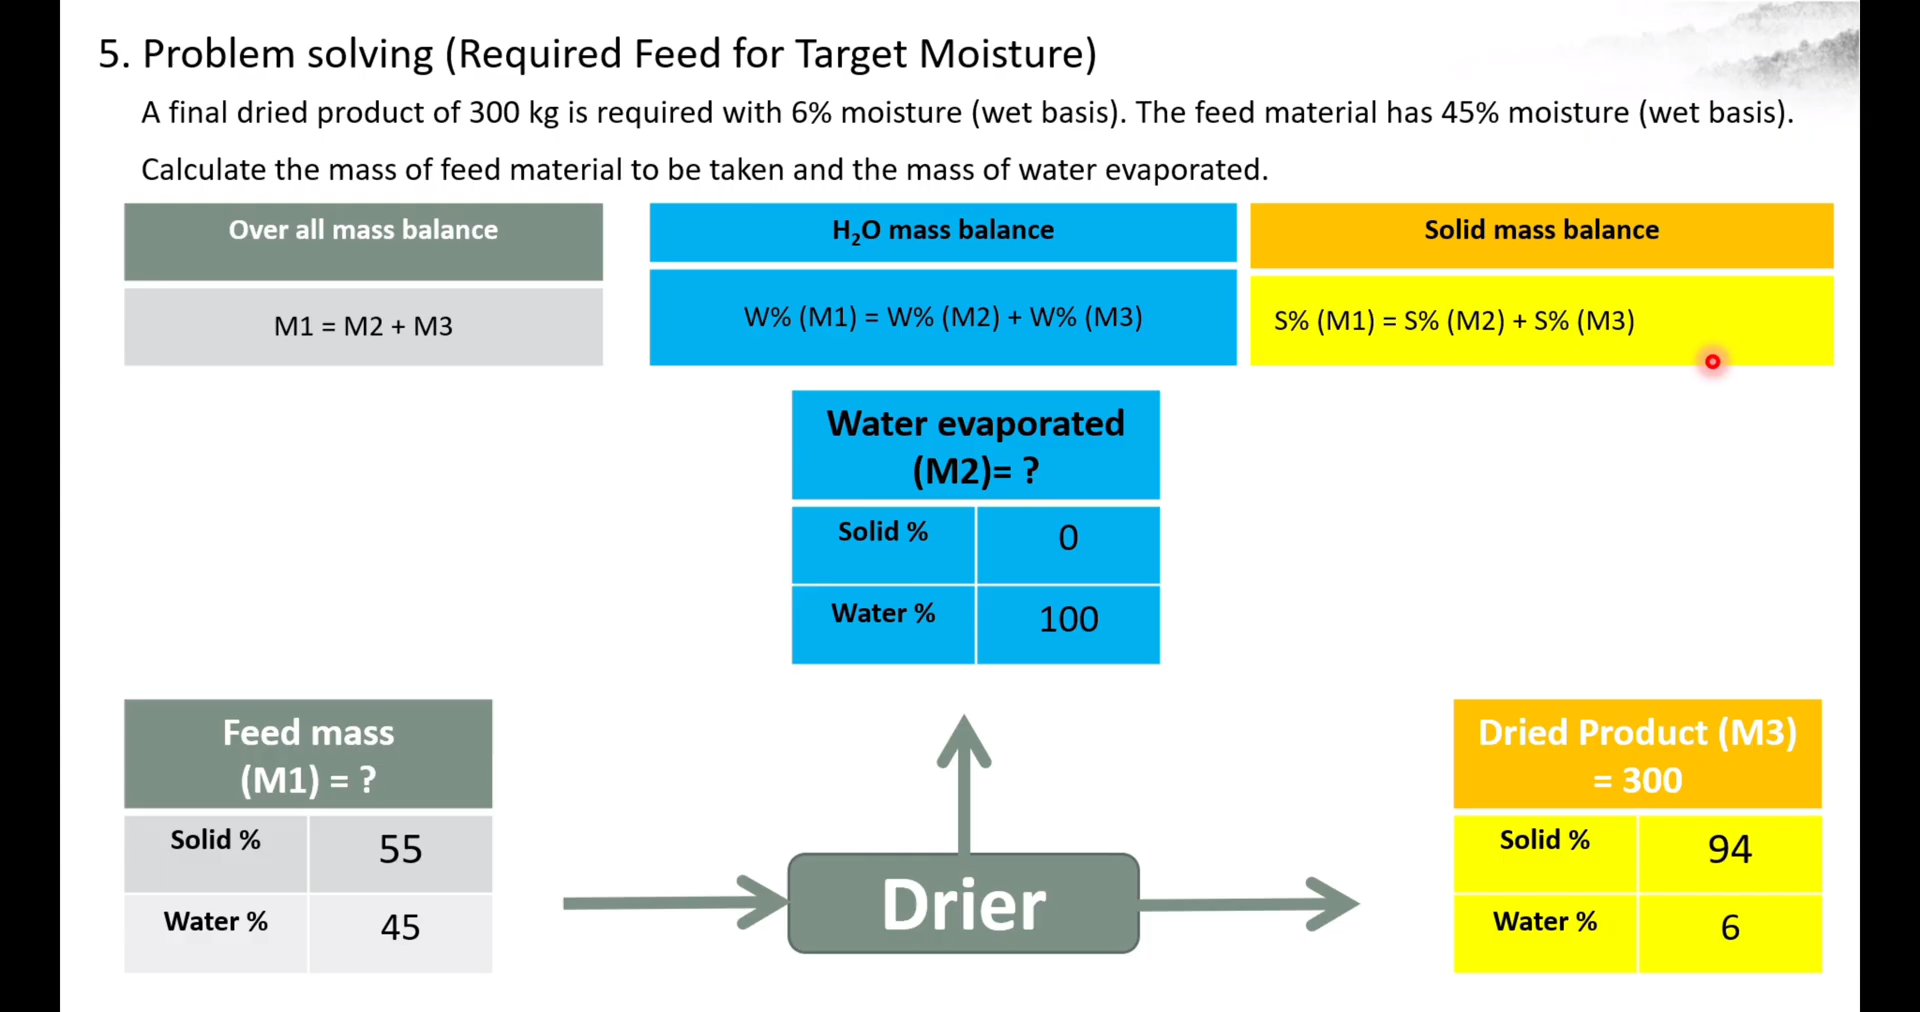 5. Problem solving (Required Feed for Target Moisture)
A final dried product of 300 kg is required with 6% moisture (wet basis). The feed material has 45% moisture (wet basis).
Calculate the mass of feed material to be taken and the mass of water evaporated.
Over all mass balance
M1 = M2 + M3
H₂O mass balance
W% (M1) = W% (M2) + W% (M3)
Solid mass balance
S% (M1) = S% (M2) + S% (M3)
Water evaporated
(M2)= ?
Solid % 0
Water % 100
Feed mass
(M1) = ?
Solid % 55
Water % 45
Drier
Dried Product (M3)
= 300
Solid % 94
Water % 6